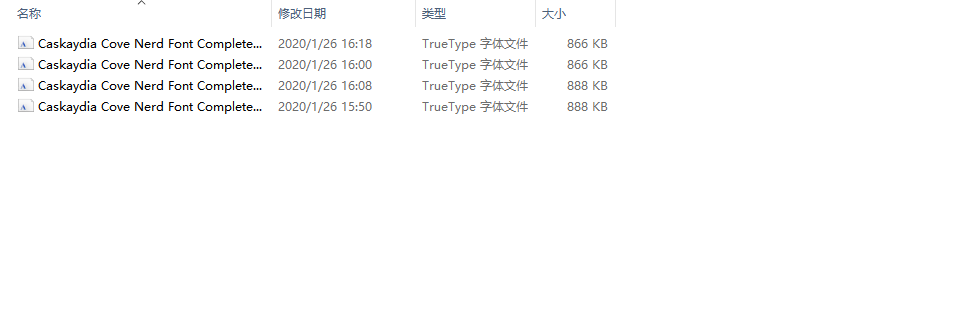 名称 修改日期 类型 大小
Caskaydia Cove Nerd Font Complete... 2020/1/26 16:18 TrueType 字体文件 866 KB
Caskaydia Cove Nerd Font Complete... 2020/1/26 16:00 TrueType 字体文件 866 KB
Caskaydia Cove Nerd Font Complete... 2020/1/26 16:08 TrueType 字体文件 888 KB
Caskaydia Cove Nerd Font Complete... 2020/1/26 15:50 TrueType 字体文件 888 KB